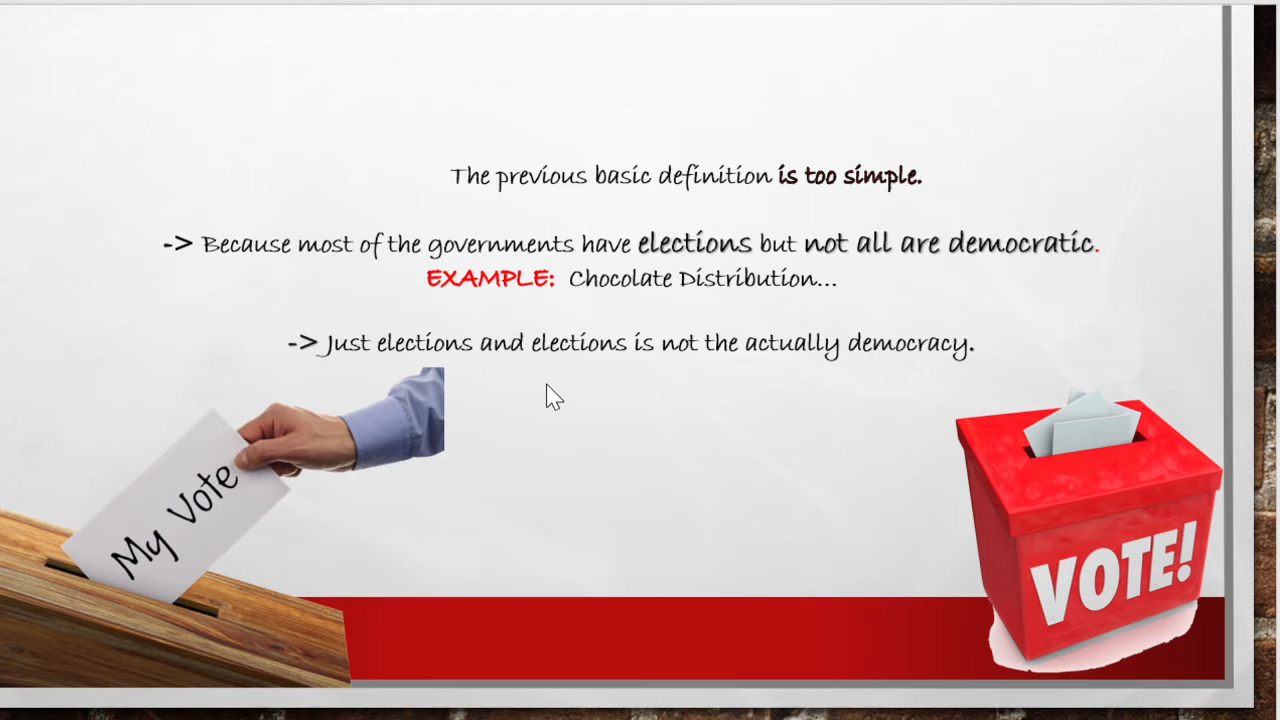 The previous basic definition is too simple.
-> Because most of the governments have elections but not all are democratic.
EXAMPLE: Chocolate Distribution...
-> Just elections and elections is not the actually democracy.
My Vote
VOTE!